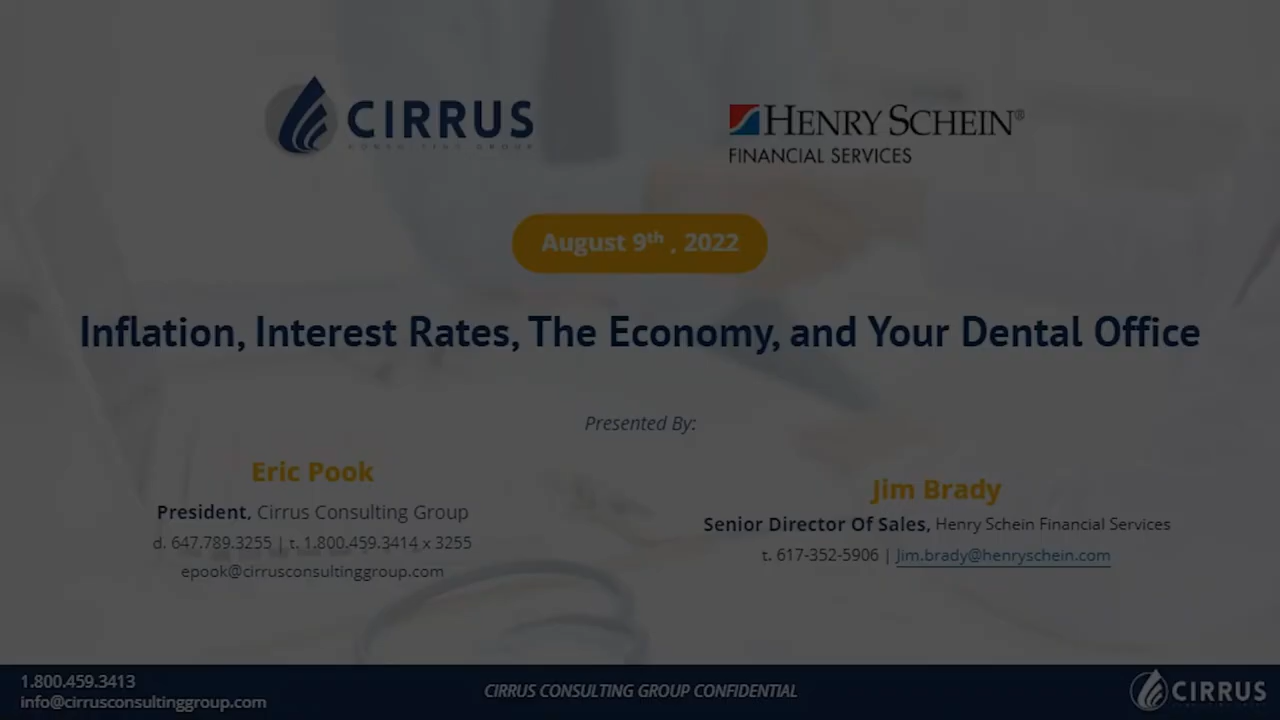 CIRRUS
CONSULTING GROUP
HENRY SCHEIN®
FINANCIAL SERVICES
August 9th , 2022
Inflation, Interest Rates, The Economy, and Your Dental Office
Presented By:
Eric Pook
President, Cirrus Consulting Group
d. 647.789.3255 | t. 1.800.459.3414 x 3255
epook@cirrusconsultinggroup.com
Jim Brady
Senior Director Of Sales, Henry Schein Financial Services
t. 617-352-5906 | Jim.brady@henryschein.com
1.800.459.3413
info@cirrusconsultinggroup.com
CIRRUS CONSULTING GROUP CONFIDENTIAL
CIRRUS